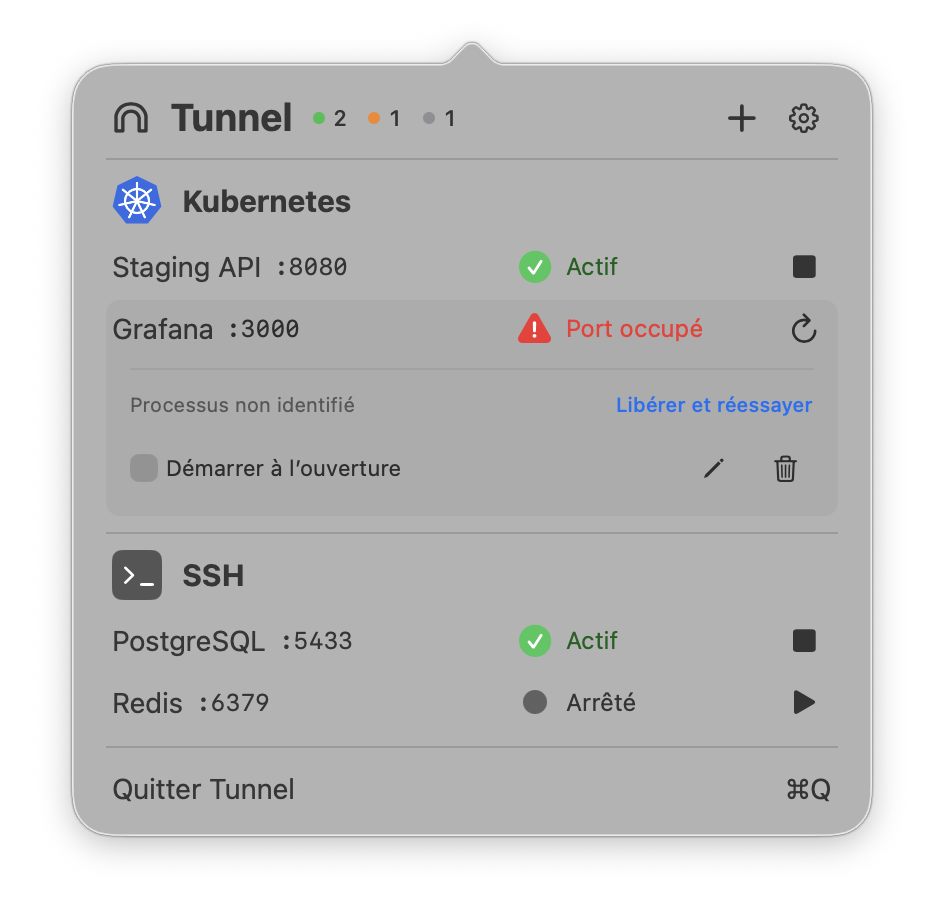 Tunnel 2 1 1
Kubernetes
Staging API :8080 Actif
Grafana :3000 Port occupé
Processus non identifié Libérer et réessayer
Démarrer à l’ouverture
SSH
PostgreSQL :5433 Actif
Redis :6379 Arrêté
Quitter Tunnel ⌘Q